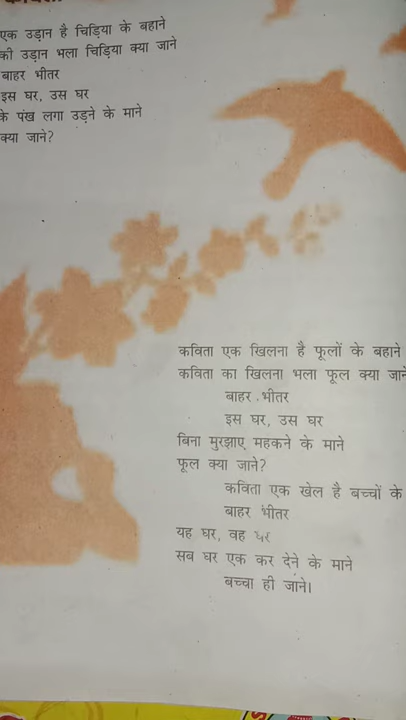 एक उड़ान है चिड़िया के बहाने
की उड़ान भला चिड़िया क्या जाने
बाहर भीतर
इस घर, उस घर
के पंख लगा उड़ने के माने
क्या जाने?
कविता एक खिलना है फूलों के बहाने
कविता का खिलना भला फूल क्या जाने
बाहर भीतर
इस घर, उस घर
बिना मुरझाए महकने के माने
फूल क्या जाने?
कविता एक खेल है बच्चों के
बाहर भीतर
यह घर, वह घर
सब घर एक कर देने के माने
बच्चा ही जाने।